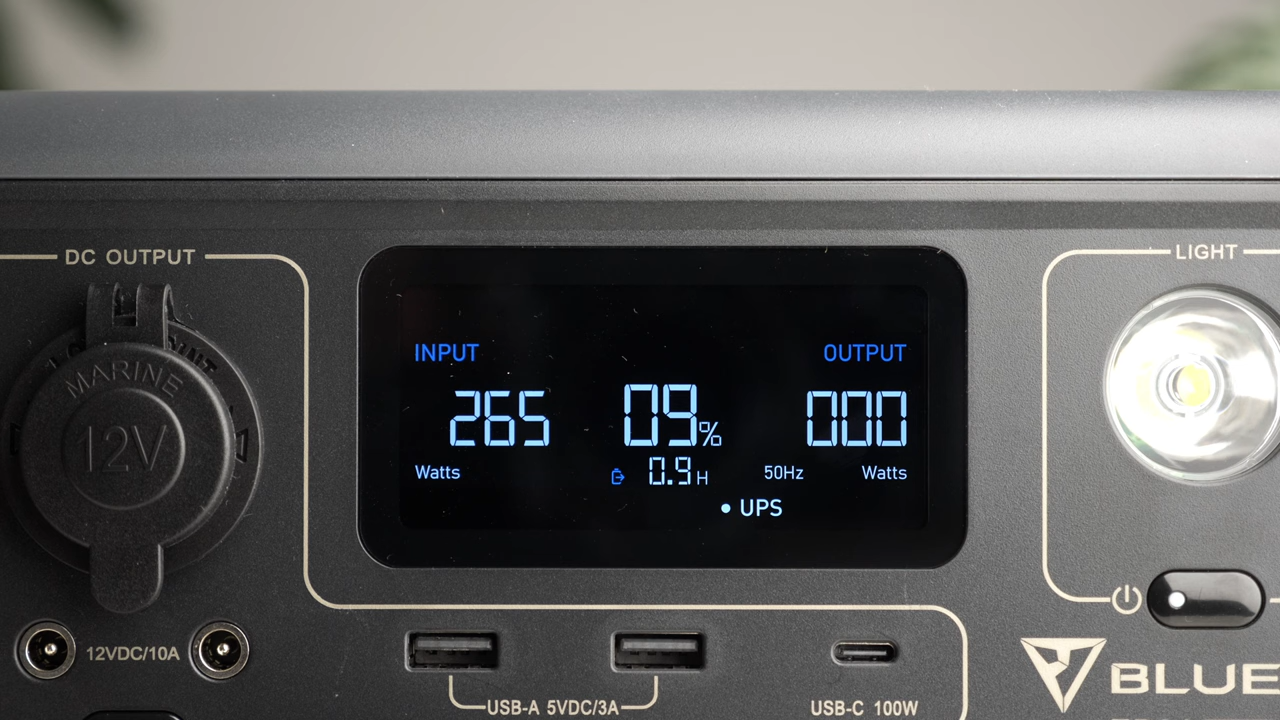 DC OUTPUT
LIGHT
MARINE
12V
INPUT
OUTPUT
265
09%
000
Watts
0.9 H
50Hz
Watts
UPS
12VDC/10A
USB-A 5VDC/3A
USB-C 100W
BLUE